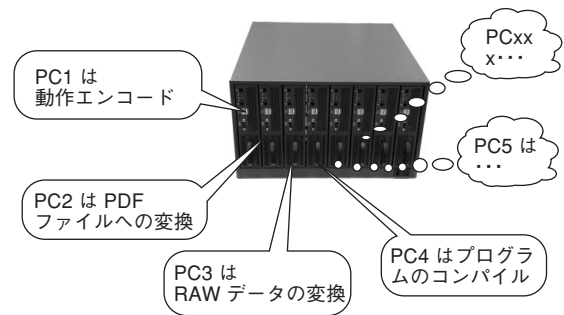 PC1 は
動作エンコード
PC2 は PDF
ファイルへの変換
PC3 は
RAW データの変換
PC4 はプログラ
ムのコンパイル
PC5 は
・・・
PCxx
x・・・